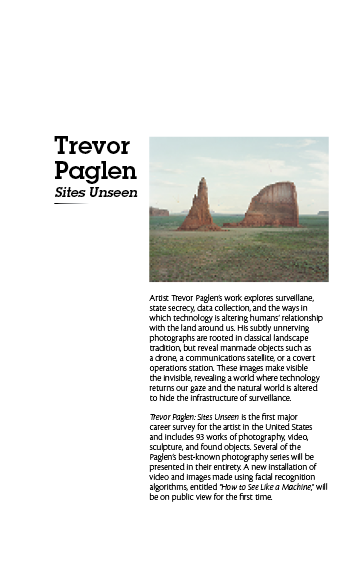 Trevor
Paglen
Sites Unseen
Artist Trevor Paglen's work explores surveillane,
state secrecy, data collection, and the ways in
which technology is altering humans' relationship
with the land around us. His subtly unnerving
photographs are rooted in classical landscape
tradition, but reveal manmade objects such as
a drone, a communications satellite, or a covert
operations station. These images make visible
the invisible, revealing a world where technology
returns our gaze and the natural world is altered
to hide the infrastructure of surveillance.
Trevor Paglen: Sites Unseen is the first major
career survey for the artist in the United States
and includes 93 works of photography, video,
sculpture, and found objects. Several of the
Paglen's best-known photography series will be
presented in their entirety. A new installation of
video and images made using facial recognition
algorithms, entitled "How to See Like a Machine," will
be on public view for the first time.